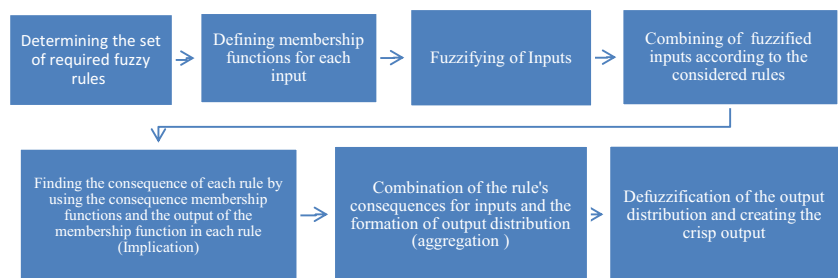 Determining the set
of required fuzzy
rules
Defining membership
functions for each
input
Fuzzifying of Inputs
Combining of fuzzified
inputs according to the
considered rules
Finding the consequence of each rule by
using the consequence membership
functions and the output of the
membership function in each rule
(Implication)
Combination of the rule's
consequences for inputs and the
formation of output distribution
(aggregation )
Defuzzification of the output
distribution and creating the
crisp output